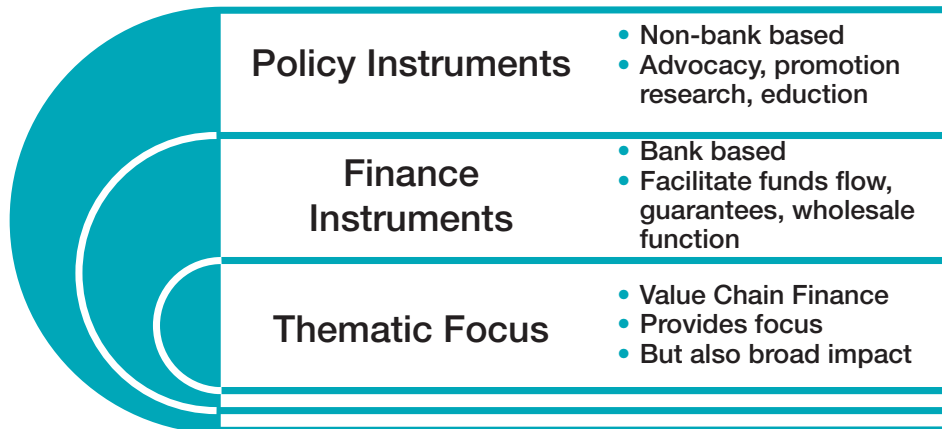 Policy Instruments
• Non-bank based
• Advocacy, promotion
research, eduction
Finance
Instruments
• Bank based
• Facilitate funds flow,
guarantees, wholesale
function
Thematic Focus
• Value Chain Finance
• Provides focus
• But also broad impact